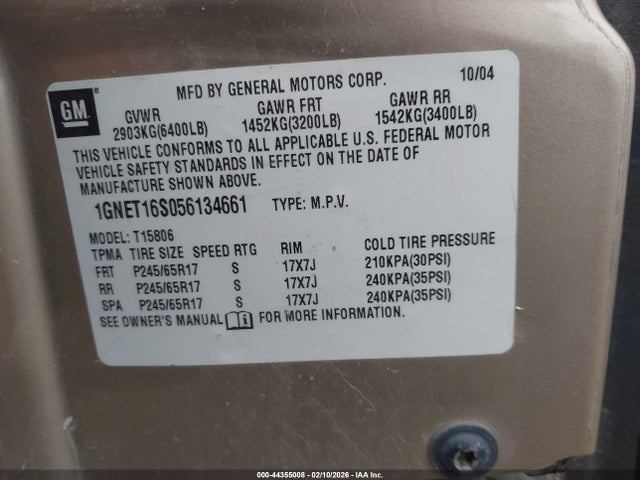 MFD BY GENERAL MOTORS CORP. 10/04
GM
GVWR GAWR FRT GAWR RR
2903KG(6400LB) 1452KG(3200LB) 1542KG(3400LB)
THIS VEHICLE CONFORMS TO ALL APPLICABLE U.S. FEDERAL MOTOR
VEHICLE SAFETY STANDARDS IN EFFECT ON THE DATE OF
MANUFACTURE SHOWN ABOVE.
1GNET16S056134661 TYPE: M.P.V.
MODEL: T15806
TPMA TIRE SIZE SPEED RTG RIM COLD TIRE PRESSURE
FRT P245/65R17 S 17X7J 210KPA(30PSI)
RR P245/65R17 S 17X7J 240KPA(35PSI)
SPA P245/65R17 S 17X7J 240KPA(35PSI)
SEE OWNER'S MANUAL FOR MORE INFORMATION.
000-44355008 - 02/10/2026 - IAA Inc.